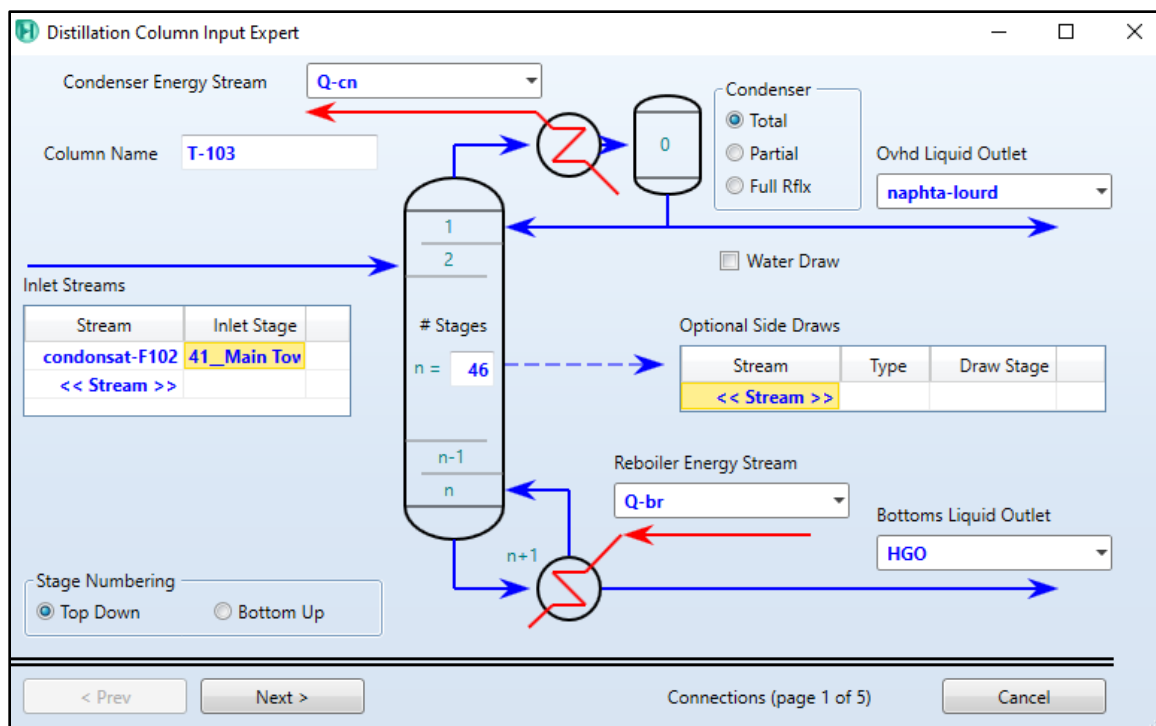 Distillation Column Input Expert
Condenser Energy Stream
Q-cn
Condenser
Total
Partial
Full Rflx
0
Column Name
T-103
Ovhd Liquid Outlet
naphta-lourd
1
2
Water Draw
Inlet Streams
Stream Inlet Stage
condonsat-F102 41__Main Tov
<< Stream >>
# Stages
n = 46
Optional Side Draws
Stream Type Draw Stage
<< Stream >>
n-1
n
n+1
Reboiler Energy Stream
Q-br
Bottoms Liquid Outlet
HGO
Stage Numbering
Top Down Bottom Up
< Prev Next > Connections (page 1 of 5) Cancel